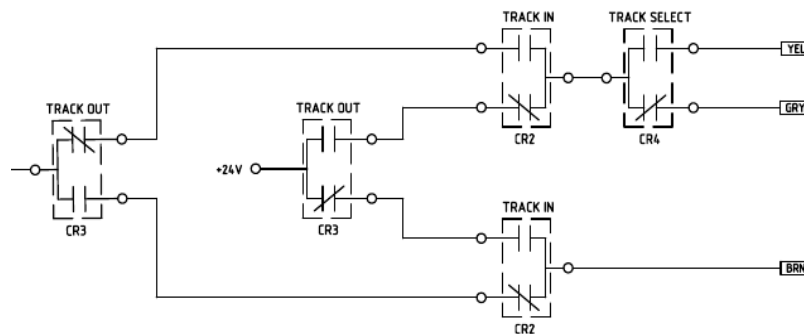 TRACK IN
TRACK SELECT
YEL
TRACK OUT
TRACK OUT
GRY
CR2
CR4
+24V
TRACK IN
CR3
CR3
BRN
CR2